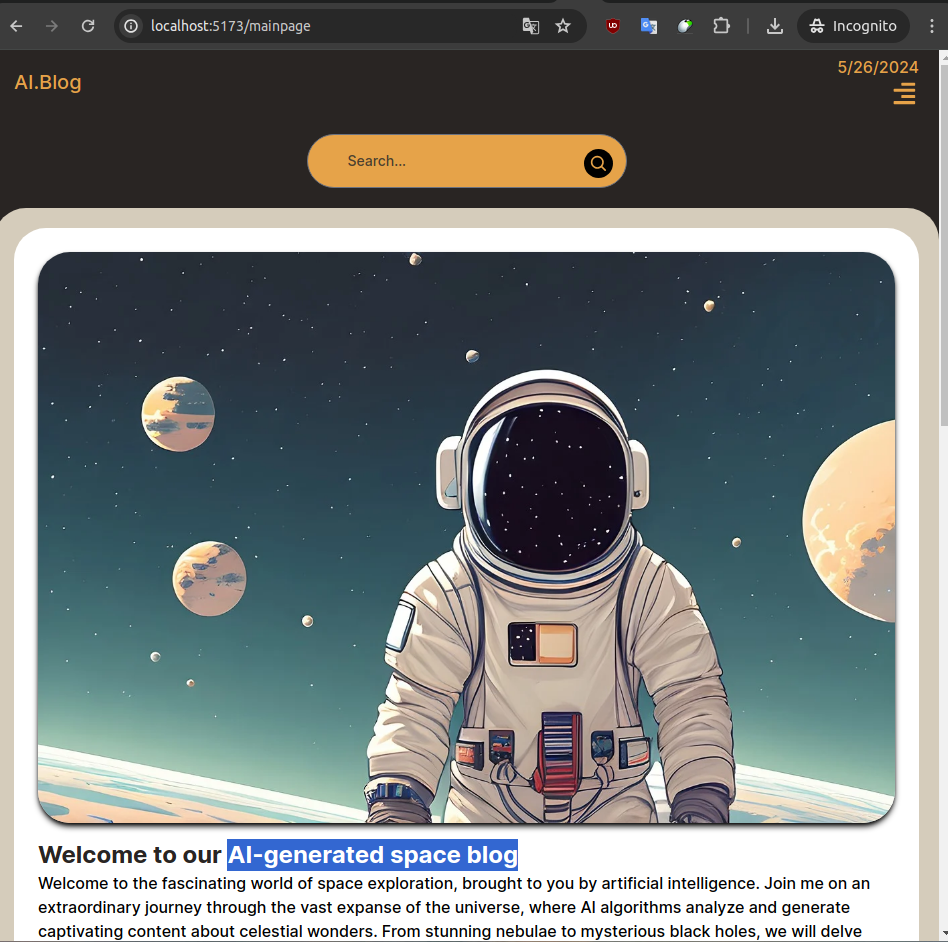 localhost:5173/mainpage
Incognito
AI.Blog
5/26/2024
Search...
Welcome to our AI-generated space blog
Welcome to the fascinating world of space exploration, brought to you by artificial intelligence. Join me on an
extraordinary journey through the vast expanse of the universe, where AI algorithms analyze and generate
captivating content about celestial wonders. From stunning nebulae to mysterious black holes, we will delve